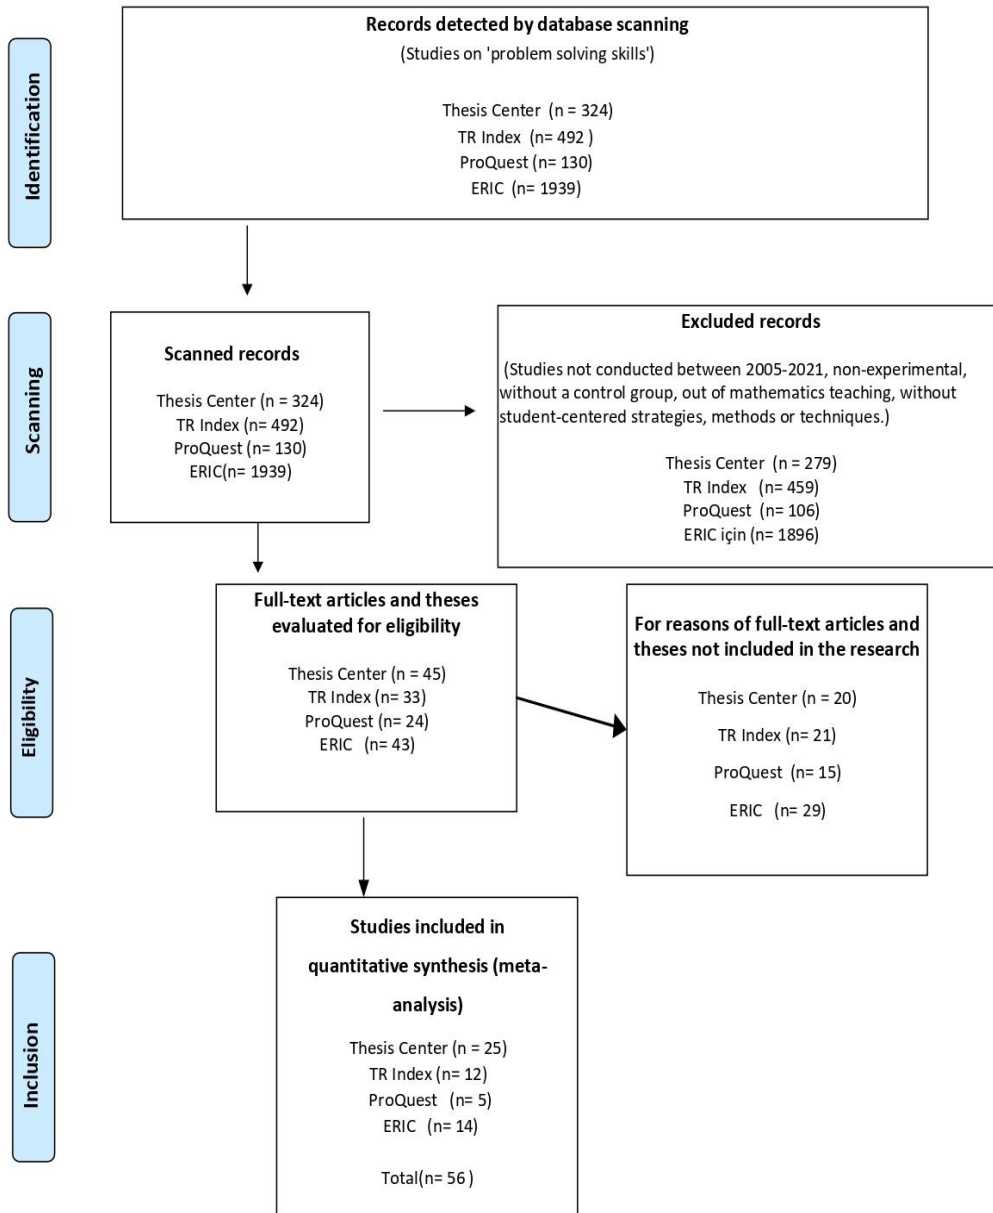 Identification
Records detected by database scanning
(Studies on 'problem solving skills')
Thesis Center (n = 324)
TR Index (n= 492 )
ProQuest (n= 130)
ERIC (n= 1939)
Scanning
Scanned records
Thesis Center (n = 324)
TR Index (n= 492)
ProQuest (n= 130)
ERIC(n= 1939)
Excluded records
(Studies not conducted between 2005-2021, non-experimental,
without a control group, out of mathematics teaching, without
student-centered strategies, methods or techniques.)
Thesis Center (n = 279)
TR Index (n= 459)
ProQuest (n= 106)
ERIC için (n= 1896)
Eligibility
Full-text articles and theses
evaluated for eligibility
Thesis Center (n = 45)
TR Index (n= 33)
ProQuest (n= 24)
ERIC (n= 43)
For reasons of full-text articles and
theses not included in the research
Thesis Center (n = 20)
TR Index (n= 21)
ProQuest (n= 15)
ERIC (n= 29)
Inclusion
Studies included in
quantitative synthesis (meta-
analysis)
Thesis Center (n = 25)
TR Index (n= 12)
ProQuest (n= 5)
ERIC (n= 14)
Total(n= 56 )